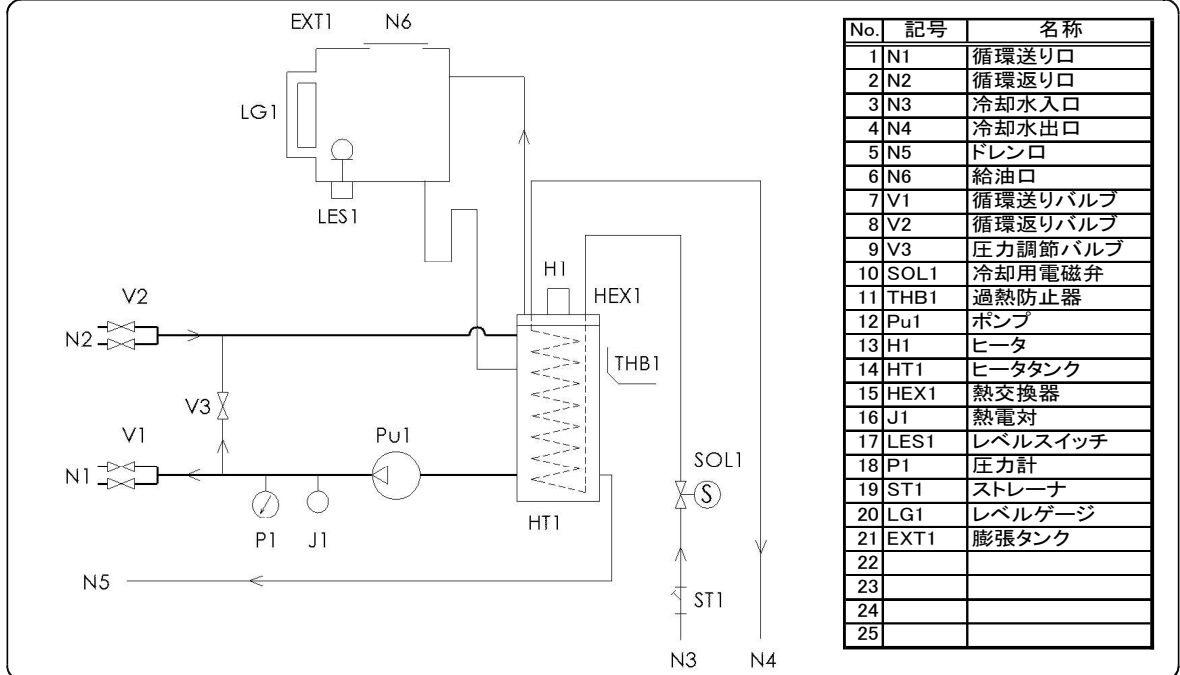 EXT1 N6
LG1
LES1
H1
HEX1
V2
N2
THB1
V3
V1
Pu1
N1
SOL1
S
HT1
P1 J1
N5
ST1
N3 N4
No. 記号 名称
1 N1 循環送り口
2 N2 循環返り口
3 N3 冷却水入口
4 N4 冷却水出口
5 N5 ドレン口
6 N6 給油口
7 V1 循環送りバルブ
8 V2 循環返りバルブ
9 V3 圧力調節バルブ
10 SOL1 冷却用電磁弁
11 THB1 過熱防止器
12 Pu1 ポンプ
13 H1 ヒータ
14 HT1 ヒータタンク
15 HEX1 熱交換器
16 J1 熱電対
17 LES1 レベルスイッチ
18 P1 圧力計
19 ST1 ストレーナ
20 LG1 レベルゲージ
21 EXT1 膨張タンク
22
23
24
25